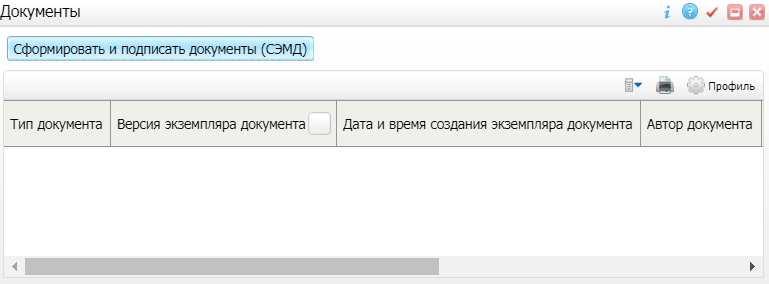 Документы
Сформировать и подписать документы (СЭМД)
Профиль
Тип документа Версия экземпляра документа Дата и время создания экземпляра документа Автор документа